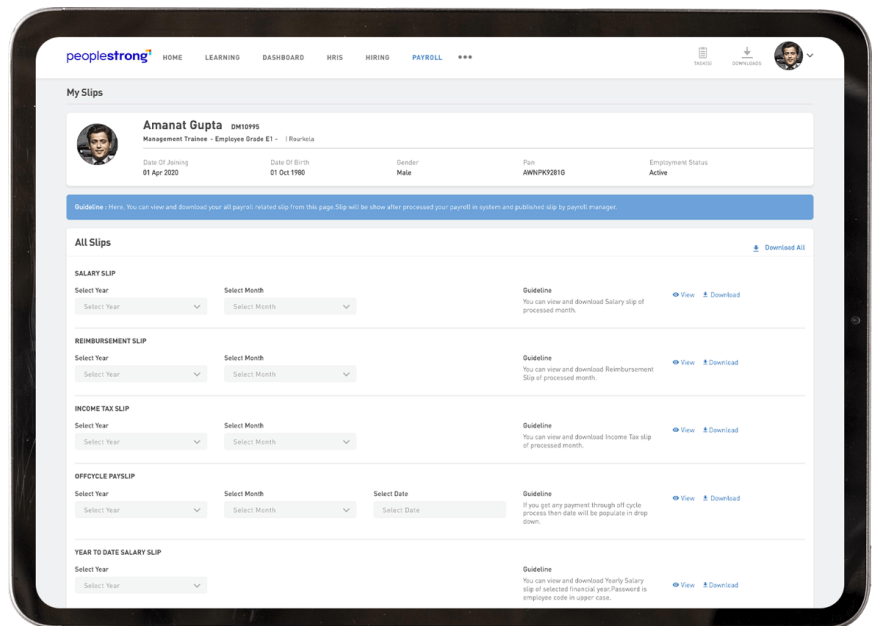 peoplestrong HOME LEARNING DASHBOARD HRIS HIRING PAYROLL
DOWNLOADS
My Slips
Amanat Gupta DM10995
Management Trainee - Employee Grade E1 - | Rourkela
Date Of Joining Date Of Birth Gender Pan Employment Status
01 Apr 2020 01 Oct 1980 Male AWNPK9281G Active
Guideline : Here, You can view and download your all payroll related slip from this page.Slip will be show after processed your payroll in system and published slip by payroll manager.
All Slips
Download All
SALARY SLIP
Select Year Select Month Guideline
Select Year Select Month You can view and download Salary slip of
processed month.
View Download
REIMBURSEMENT SLIP
Select Year Select Month Guideline
Select Year Select Month You can view and download Reimbursement
Slip of processed month.
View Download
INCOME TAX SLIP
Select Year Select Month Guideline
Select Year Select Month You can view and download Income Tax slip
of processed month.
View Download
OFFCYCLE PAYSLIP
Select Year Select Month Select Date Guideline
Select Year Select Month Select Date If you get any payment through off cycle
process then date will be populate in drop
down.
View Download
YEAR TO DATE SALARY SLIP
Select Year Guideline
Select Year You can view and download Yearly Salary
slip of selected financial year.Password is
employee code in upper case.
View Download